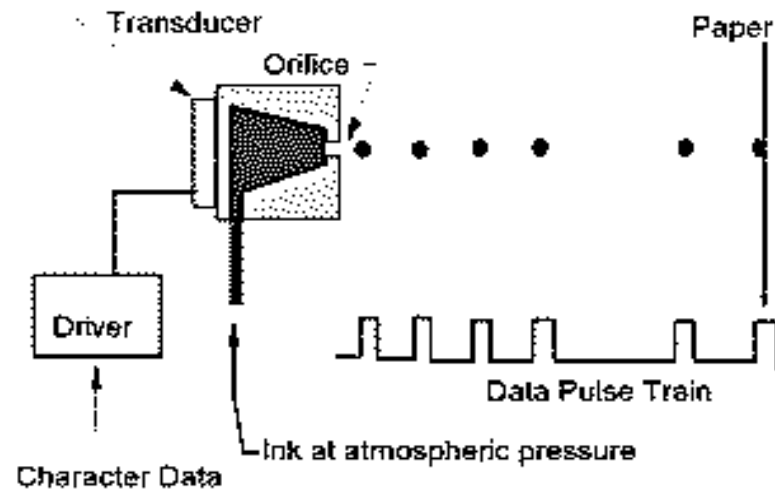 Transducer
Paper
Orifice
Driver
Data Pulse Train
Ink at atmospheric pressure
Character Data